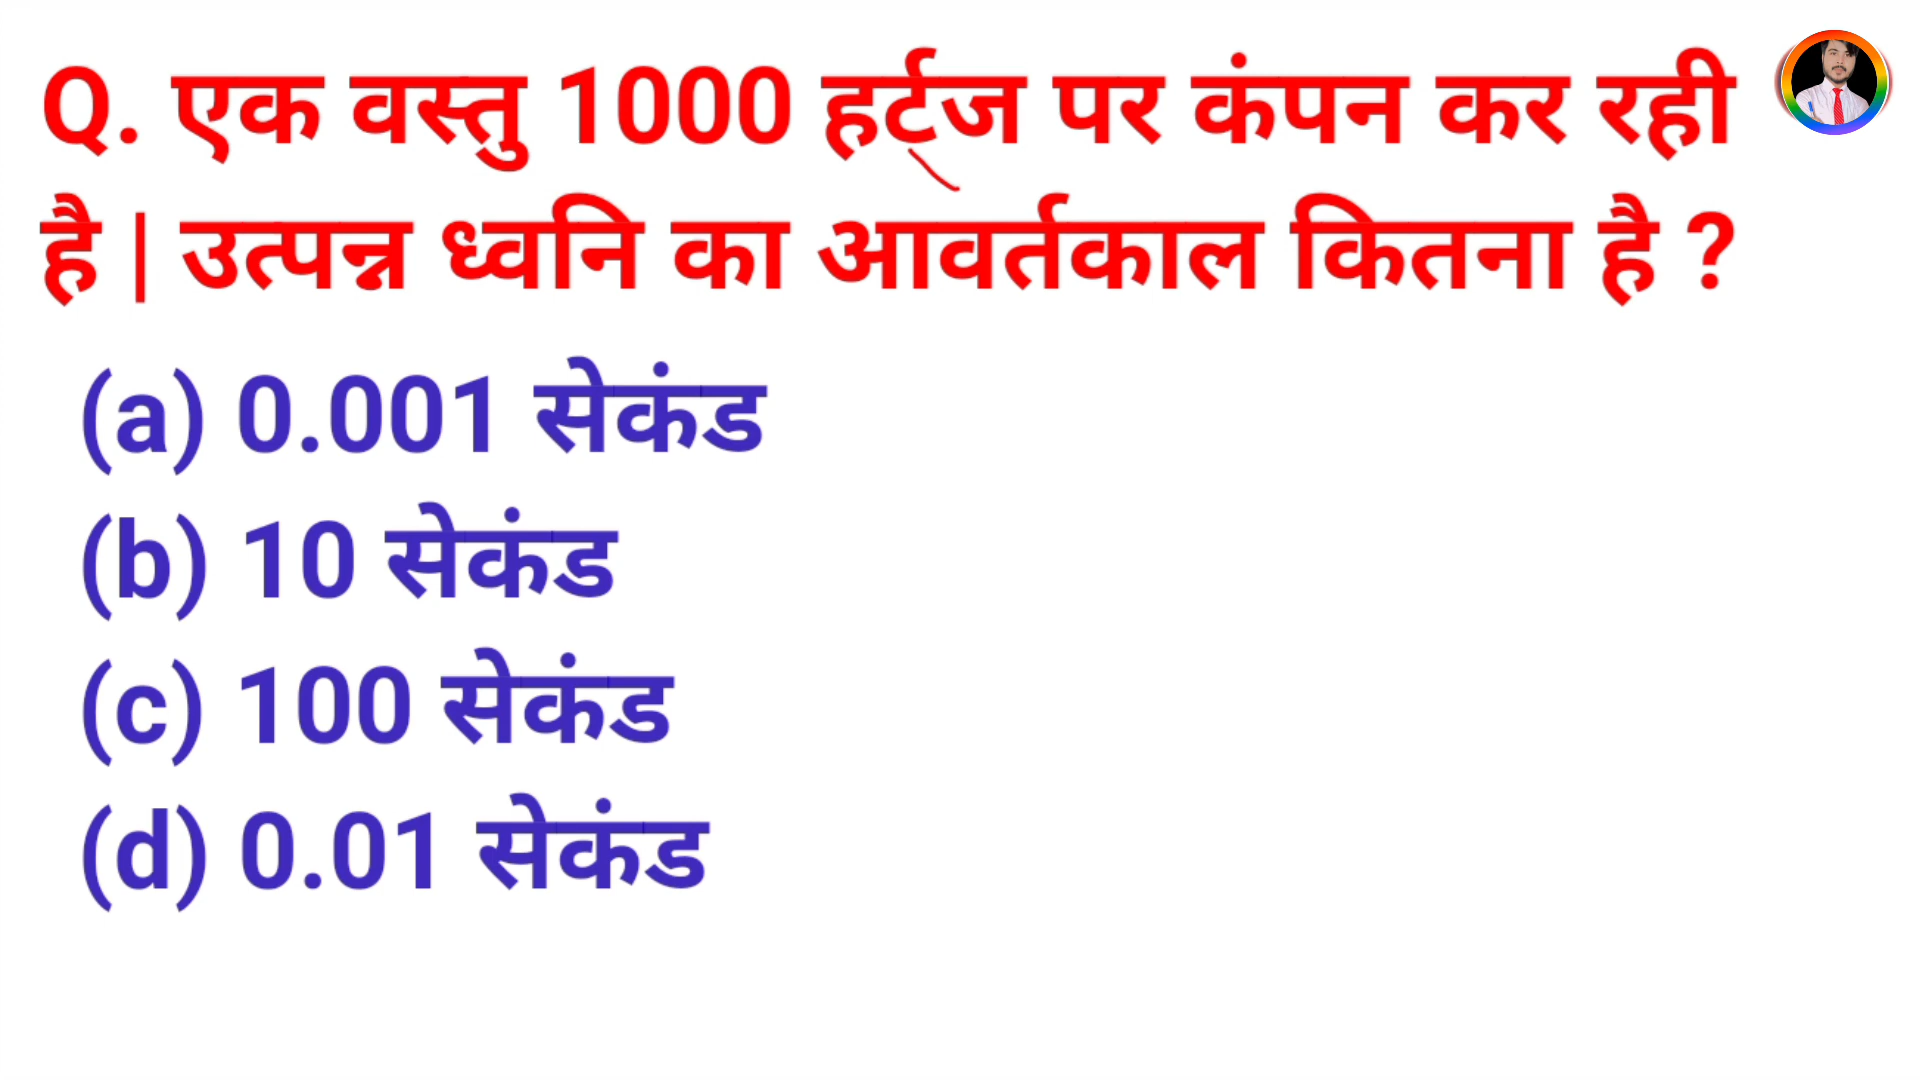 Q. एक वस्तु 1000 हर्ट्ज पर कंपन कर रही
है | उत्पन्न ध्वनि का आवर्तकाल कितना है ?
(a) 0.001 सेकंड
(b) 10 सेकंड
(c) 100 सेकंड
(d) 0.01 सेकंड